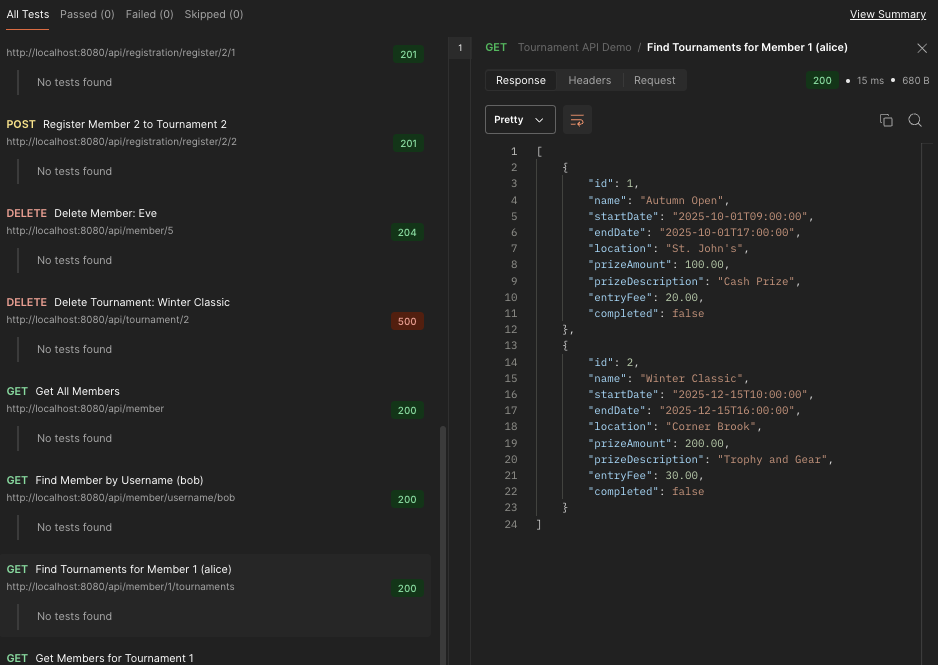 All Tests Passed (0) Failed (0) Skipped (0) View Summary
http://localhost:8080/api/registration/register/2/1
201
No tests found
POST Register Member 2 to Tournament 2
http://localhost:8080/api/registration/register/2/2
201
No tests found
DELETE Delete Member: Eve
http://localhost:8080/api/member/5
204
No tests found
DELETE Delete Tournament: Winter Classic
http://localhost:8080/api/tournament/2
500
No tests found
GET Get All Members
http://localhost:8080/api/member
200
No tests found
GET Find Member by Username (bob)
http://localhost:8080/api/member/username/bob
200
No tests found
GET Find Tournaments for Member 1 (alice)
http://localhost:8080/api/member/1/tournaments
200
No tests found
GET Get Members for Tournament 1
1
GET Tournament API Demo / Find Tournaments for Member 1 (alice)
Response Headers Request 200 • 15 ms • 680 B
Pretty
1 [
2 {
3 "id": 1,
4 "name": "Autumn Open",
5 "startDate": "2025-10-01T09:00:00",
6 "endDate": "2025-10-01T17:00:00",
7 "location": "St. John's",
8 "prizeAmount": 100.00,
9 "prizeDescription": "Cash Prize",
10 "entryFee": 20.00,
11 "completed": false
12 },
13 {
14 "id": 2,
15 "name": "Winter Classic",
16 "startDate": "2025-12-15T10:00:00",
17 "endDate": "2025-12-15T16:00:00",
18 "location": "Corner Brook",
19 "prizeAmount": 200.00,
20 "prizeDescription": "Trophy and Gear",
21 "entryFee": 30.00,
22 "completed": false
23 }
24 ]